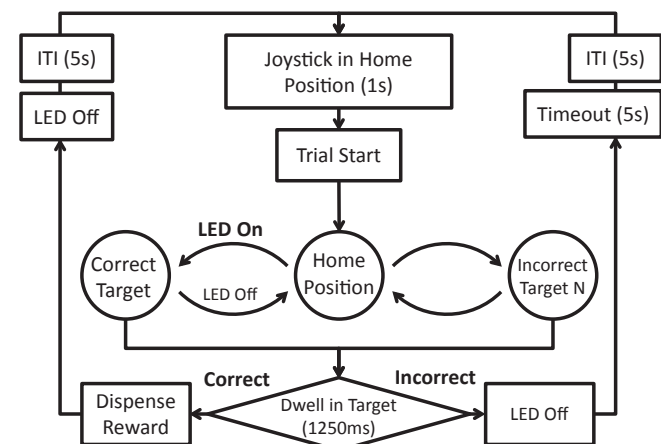 ITI (5s)
Joystick in Home
Position (1s)
ITI (5s)
LED Off
Timeout (5s)
Trial Start
LED On
Correct
Target
LED Off
Home
Position
Incorrect
Target N
Correct
Incorrect
Dispense
Reward
Dwell in Target
(1250ms)
LED Off